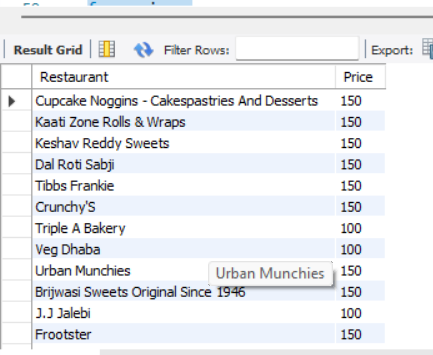 Result Grid Filter Rows: Export:
Restaurant Price
Cupcake Noggins - Cakespastries And Desserts 150
Kaati Zone Rolls & Wraps 150
Keshav Reddy Sweets 150
Dal Roti Sabji 150
Tibbs Frankie 150
Crunchy'S 150
Triple A Bakery 100
Veg Dhaba 100
Urban Munchies Urban Munchies 150
Brijwasi Sweets Original Since 1946 150
J.J Jalebi 100
Frootster 150